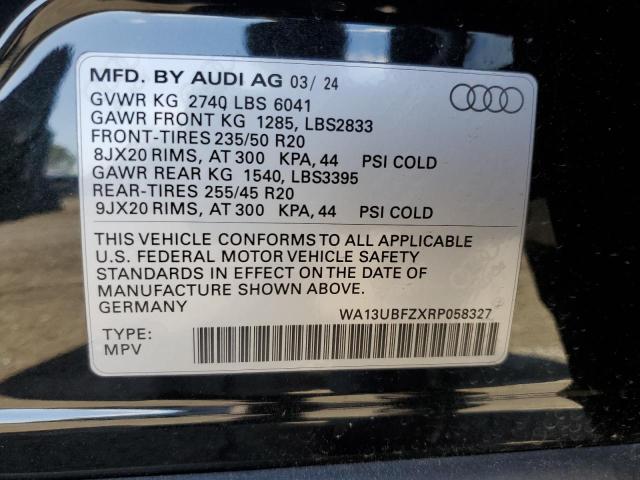 MFD. BY AUDI AG 03/ 24
GVWR KG 2740 LBS 6041
GAWR FRONT KG 1285, LBS2833
FRONT-TIRES 235/50 R20
8JX20 RIMS, AT 300 KPA, 44 PSI COLD
GAWR REAR KG 1540, LBS3395
REAR-TIRES 255/45 R20
9JX20 RIMS, AT 300 KPA, 44 PSI COLD
THIS VEHICLE CONFORMS TO ALL APPLICABLE
U.S. FEDERAL MOTOR VEHICLE SAFETY
STANDARDS IN EFFECT ON THE DATE OF
MANUFACTURE SHOWN ABOVE.
GERMANY WA13UBFZXRP058327
TYPE:
MPV